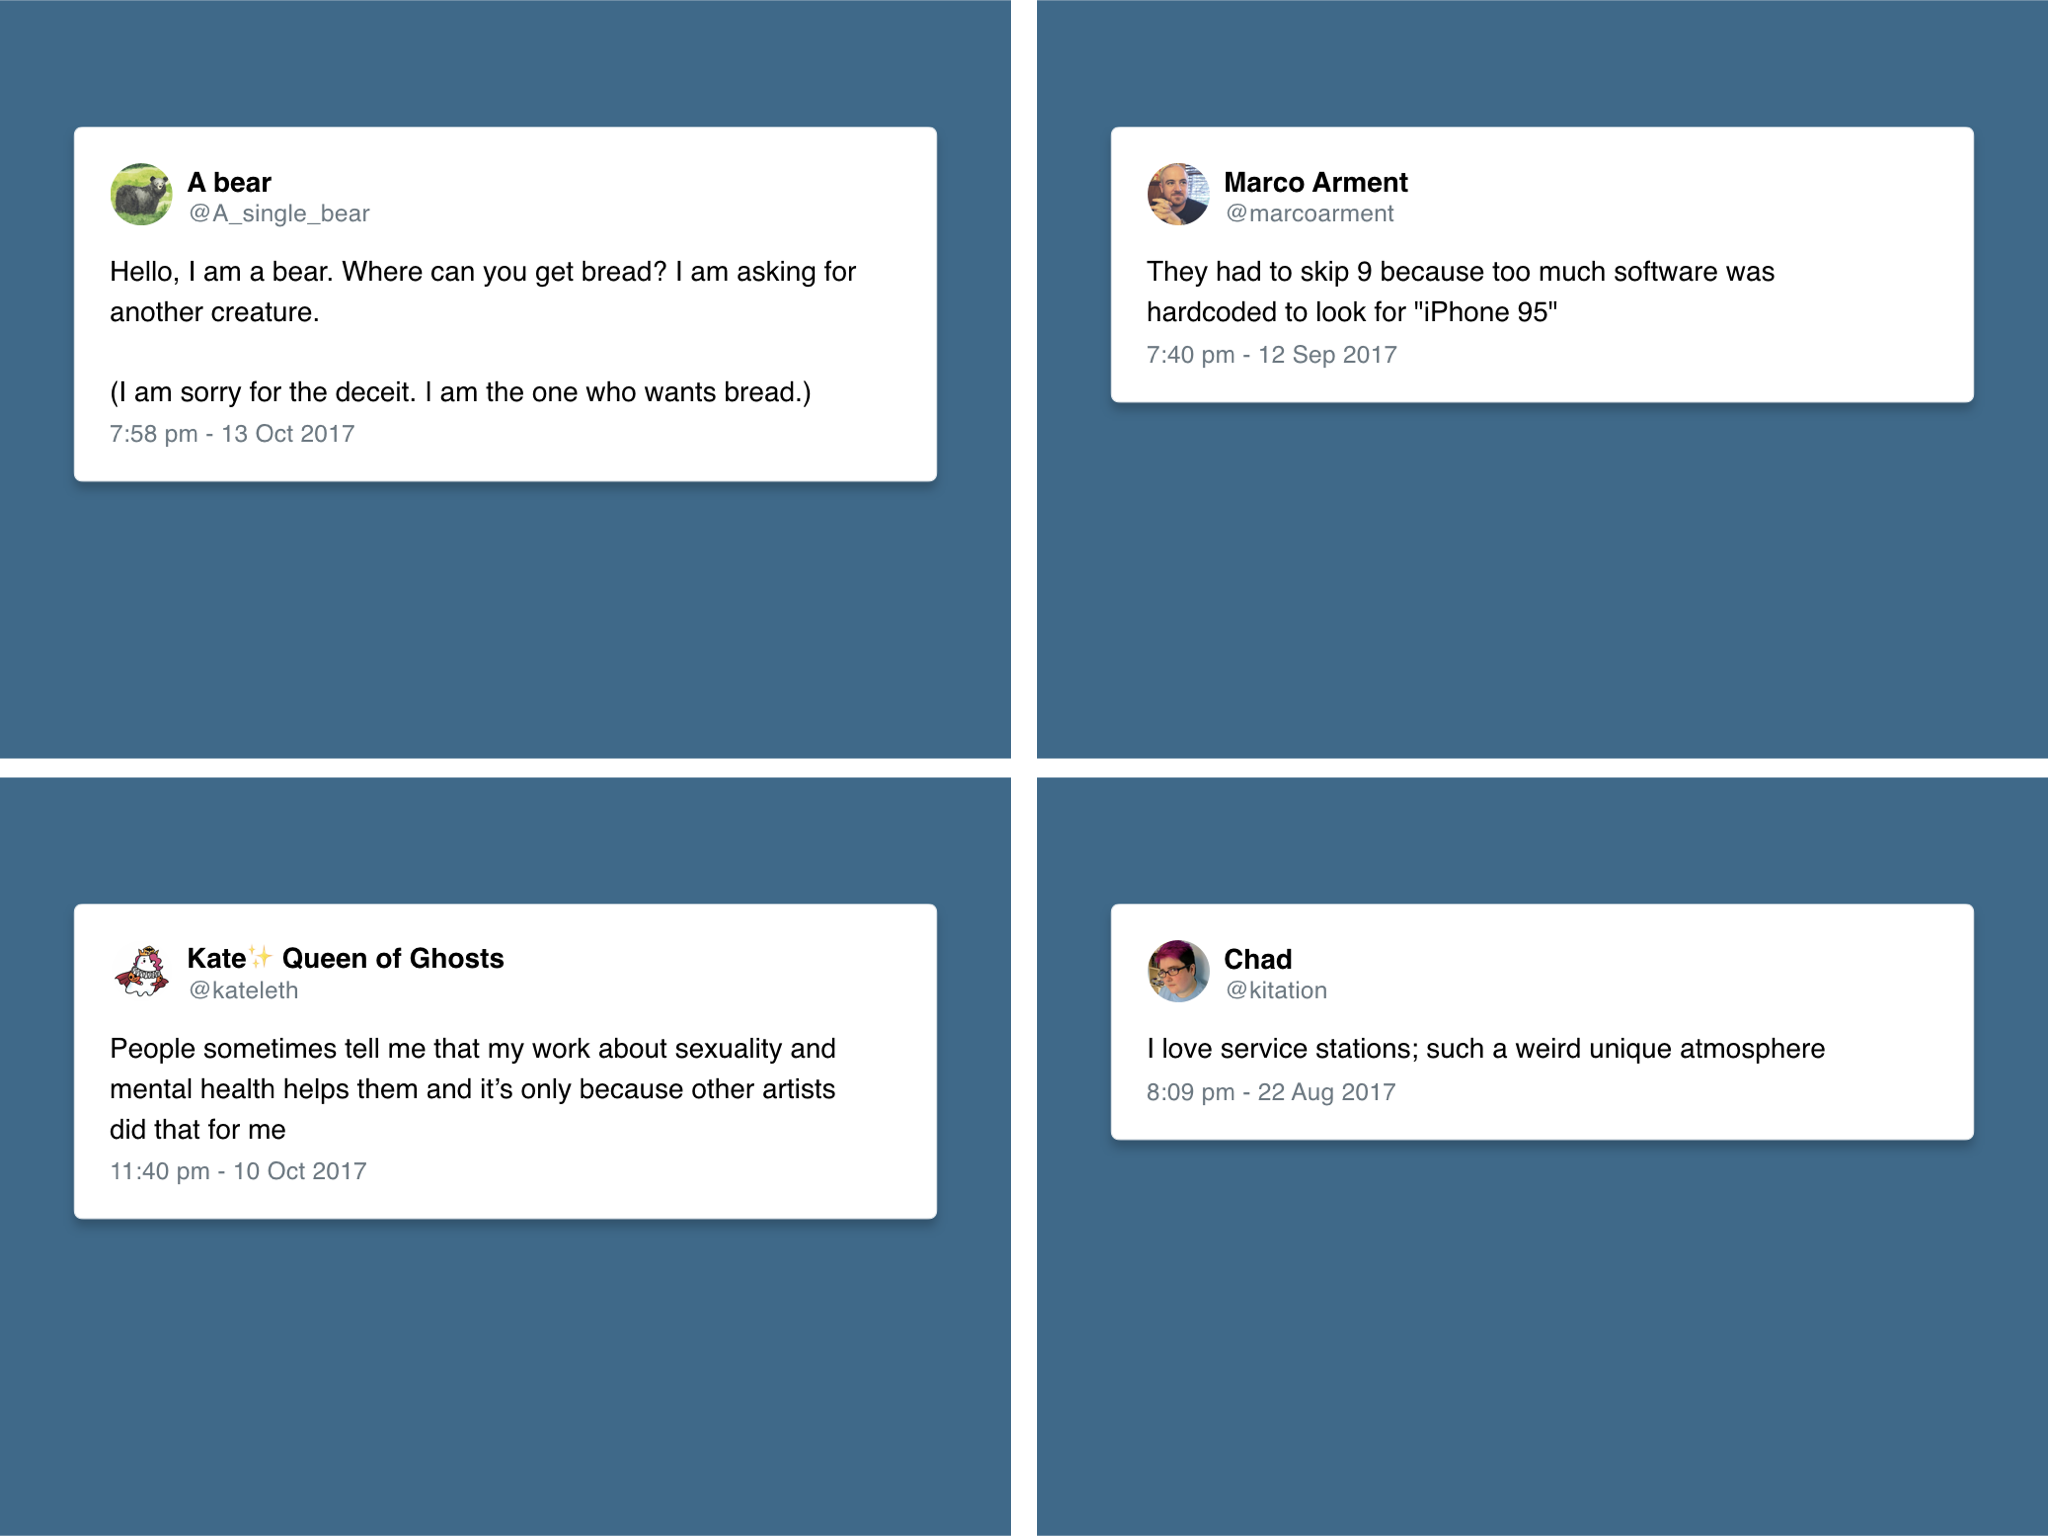 A bear
@A_single_bear
Hello, I am a bear. Where can you get bread? I am asking for
another creature.
(I am sorry for the deceit. I am the one who wants bread.)
7:58 pm - 13 Oct 2017
Marco Arment
@marcoarment
They had to skip 9 because too much software was
hardcoded to look for "iPhone 95"
7:40 pm - 12 Sep 2017
Kate✨ Queen of Ghosts
@kateleth
People sometimes tell me that my work about sexuality and
mental health helps them and it’s only because other artists
did that for me
11:40 pm - 10 Oct 2017
Chad
@kitation
I love service stations; such a weird unique atmosphere
8:09 pm - 22 Aug 2017